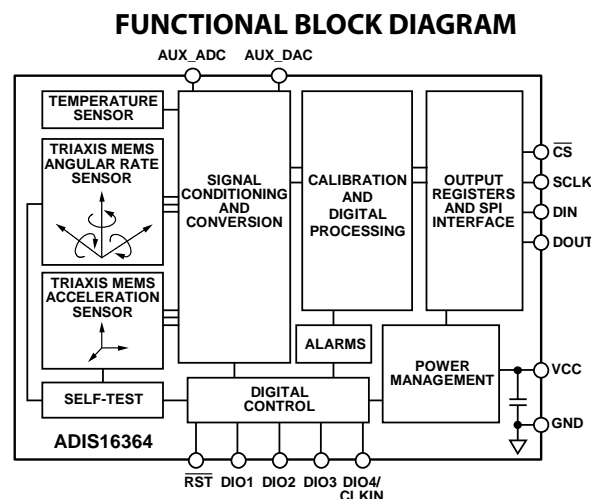 FUNCTIONAL BLOCK DIAGRAM
AUX_ADC
AUX_DAC
TEMPERATURE
SENSOR
TRIAXIS MEMS
ANGULAR RATE
SENSOR
SIGNAL
CONDITIONING
AND
CONVERSION
CALIBRATION
AND
DIGITAL
PROCESSING
OUTPUT
REGISTERS
AND SPI
INTERFACE
CS
SCLK
DIN
DOUT
TRIAXIS MEMS
ACCELERATION
SENSOR
ALARMS
POWER
MANAGEMENT
VCC
SELF-TEST
DIGITAL
CONTROL
GND
ADIS16364
RST
DIO1
DIO2
DIO3
DIO4/
CLKIN